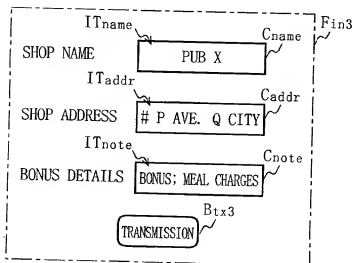 ITname Cname Fin3
SHOP NAME PUB X
ITaddr Caddr
SHOP ADDRESS # P AVE. Q CITY
ITnote Cnote
BONUS DETAILS BONUS; MEAL CHARGES
Btx3
TRANSMISSION